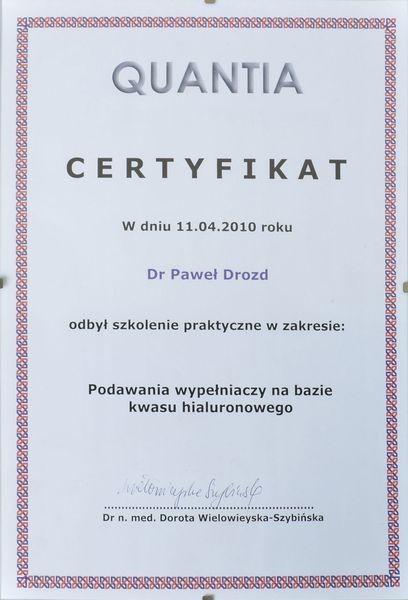 QUANTIA
CERTYFIKAT
W dniu 11.04.2010 roku
Dr Paweł Drozd
odbył szkolenie praktyczne w zakresie:
Podawania wypełniaczy na bazie
kwasu hialuronowego
Dr n. med. Dorota Wielowieyska-Szybińska